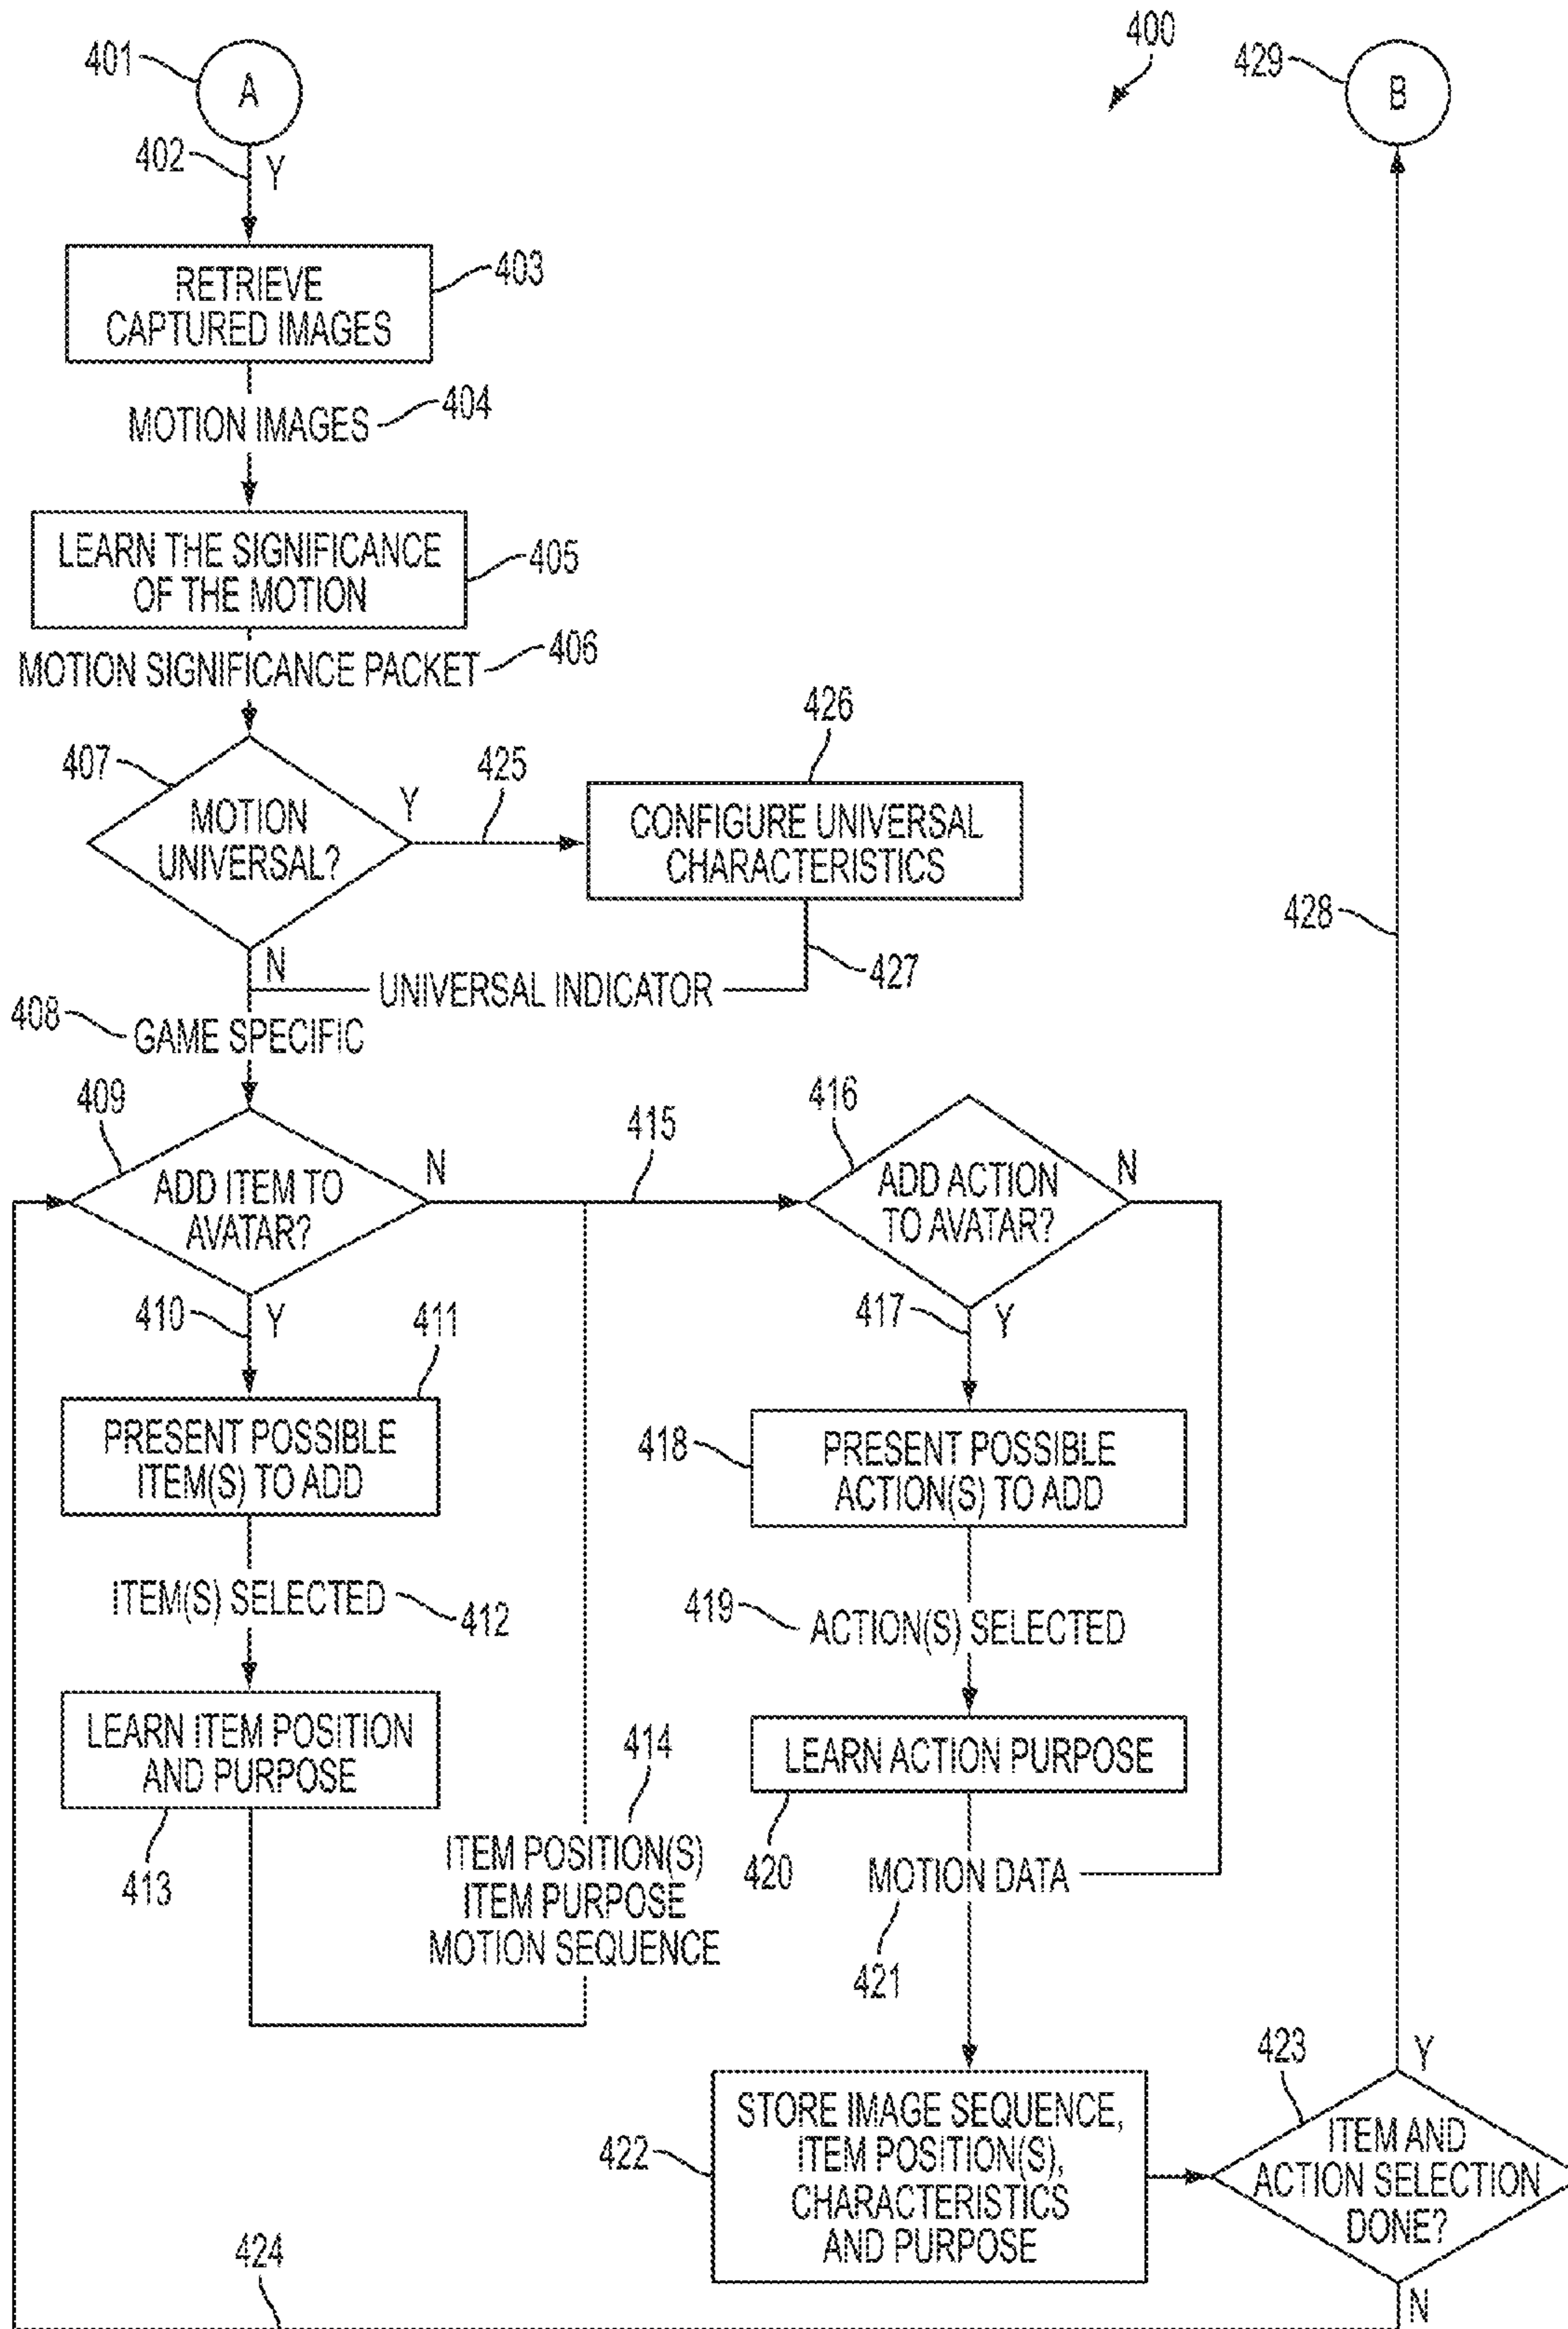 401
A
400
429
B
402
Y
RETRIEVE
CAPTURED IMAGES
403
MOTION IMAGES
404
LEARN THE SIGNIFICANCE
OF THE MOTION
405
MOTION SIGNIFICANCE PACKET
406
407
MOTION
UNIVERSAL?
Y
425
426
CONFIGURE UNIVERSAL
CHARACTERISTICS
N
UNIVERSAL INDICATOR
427
428
408
GAME SPECIFIC
409
ADD ITEM TO
AVATAR?
N
415
416
ADD ACTION
TO AVATAR?
N
410
Y
411
417
Y
PRESENT POSSIBLE
ITEM(S) TO ADD
418
PRESENT POSSIBLE
ACTION(S) TO ADD
ITEM(S) SELECTED
412
419
ACTION(S) SELECTED
LEARN ITEM POSITION
AND PURPOSE
413
414
ITEM POSITION(S)
ITEM PURPOSE
MOTION SEQUENCE
LEARN ACTION PURPOSE
420
MOTION DATA
421
422
STORE IMAGE SEQUENCE,
ITEM POSITION(S),
CHARACTERISTICS
AND PURPOSE
423
Y
ITEM AND
ACTION SELECTION
DONE?
N
424